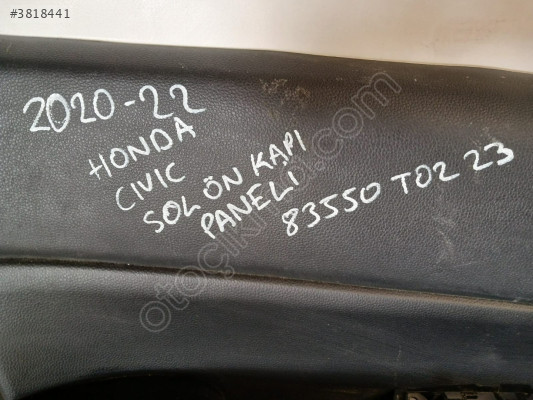 #3818441
2020-22
HONDA
CIVIC
SOL ÖN KAPI
PANELİ
83550 T02 23